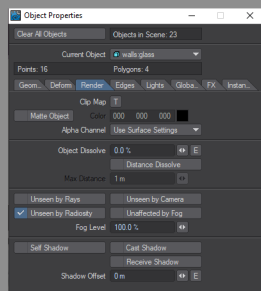 Object Properties
Clear All Objects Objects in Scene: 23
Current Object walls:glass
Points: 16 Polygons: 4
Geom.. Deform Render Edges Lights Globa.. FX Instan..
Clip Map T
Matte Object Color 000 000 000
Alpha Channel Use Surface Settings
Object Dissolve 0.0 % E
Distance Dissolve
Max Distance 1 m
Unseen by Rays Unseen by Camera
Unseen by Radiosity Unaffected by Fog
Fog Level 100.0 %
Self Shadow Cast Shadow
Receive Shadow
Shadow Offset 0 m E